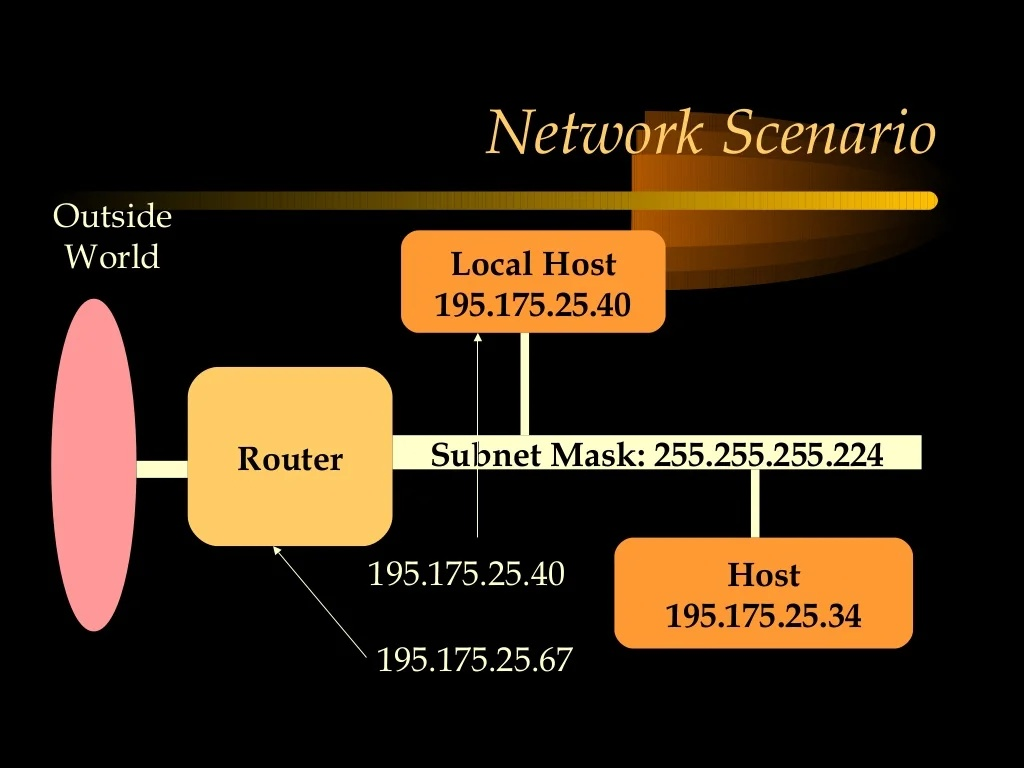 Network Scenario
Outside
World
Local Host
195.175.25.40
Router
Subnet Mask: 255.255.255.224
195.175.25.40
Host
195.175.25.34
195.175.25.67